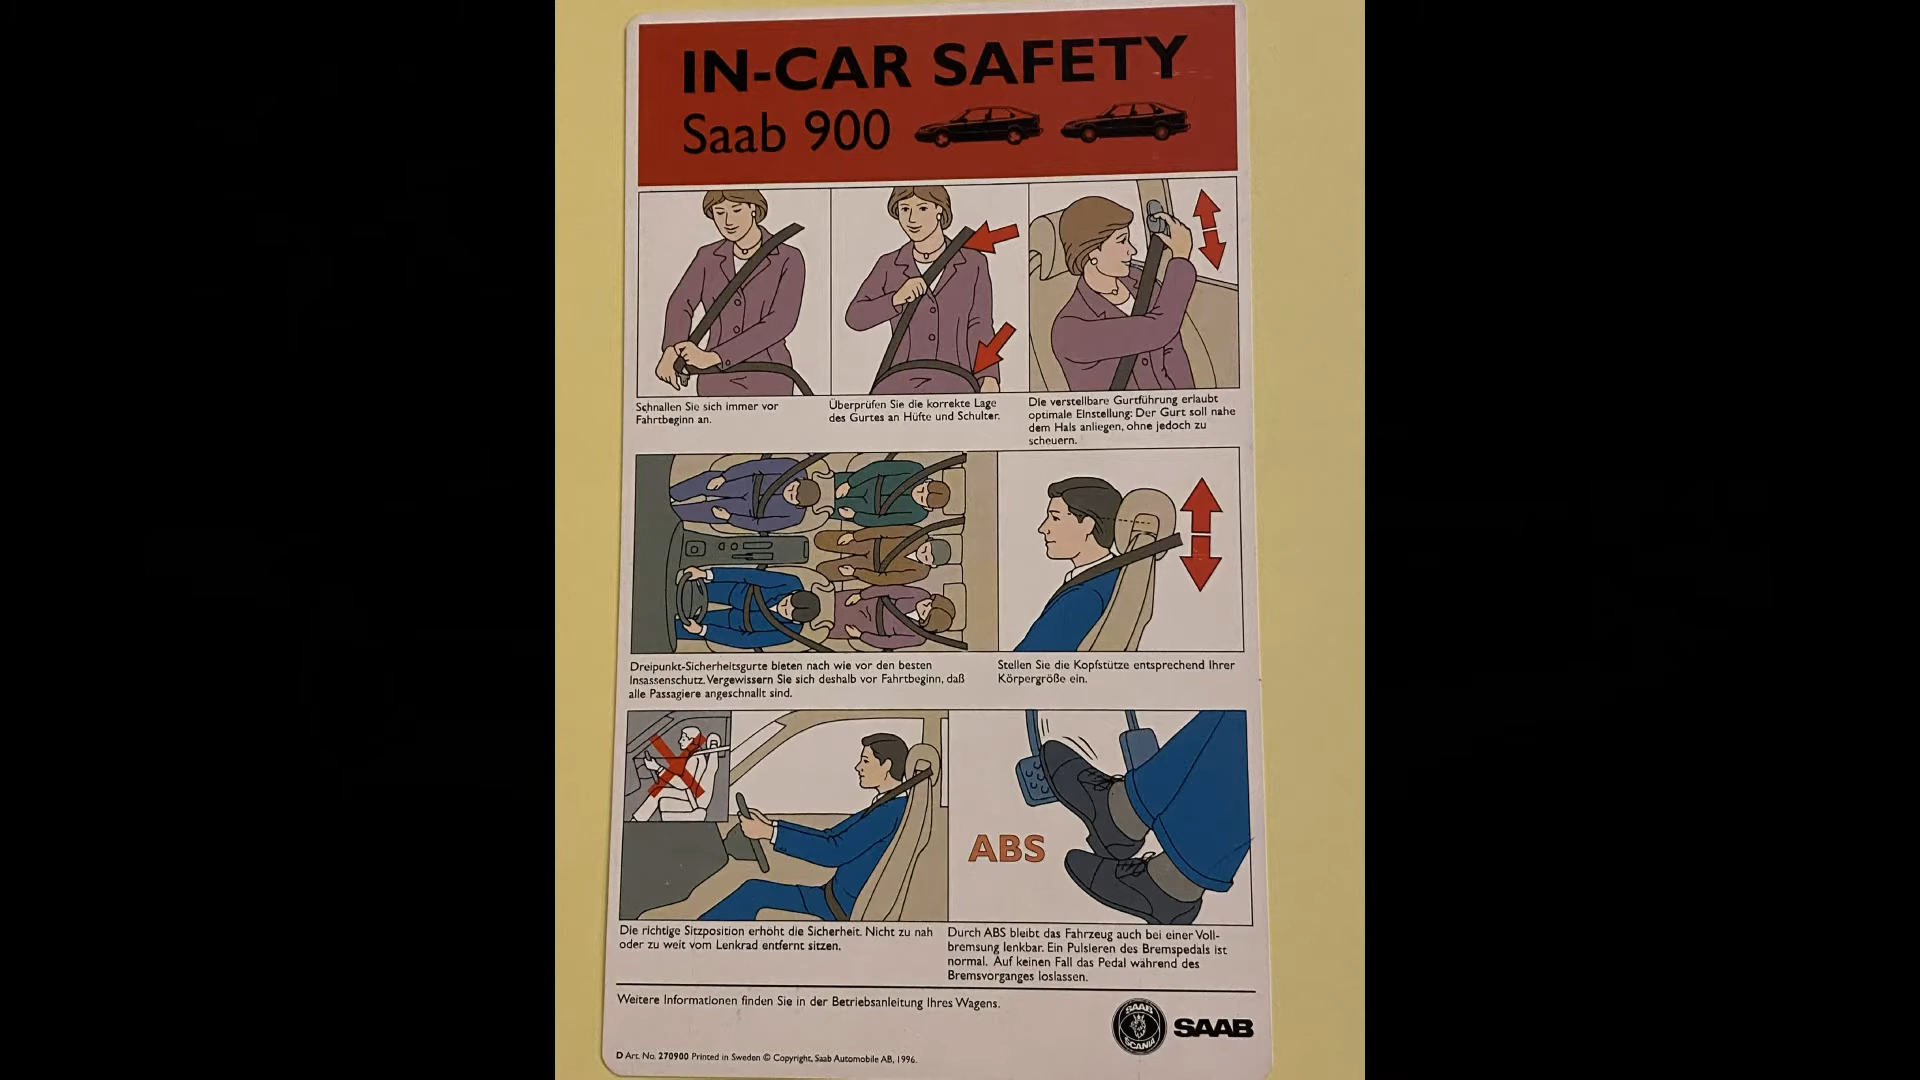 IN-CAR SAFETY
Saab 900
Schnallen Sie sich immer vor
Fahrtbeginn an.
Überprüfen Sie die korrekte Lage
des Gurtes an Hüfte und Schulter.
Die verstellbare Gurtführung erlaubt
optimale Einstellung: Der Gurt soll nahe
dem Hals anliegen, ohne jedoch zu
scheuern.
Dreipunkt-Sicherheitsgurte bieten nach wie vor den besten
Insassenschutz. Vergewissern Sie sich deshalb vor Fahrtbeginn, daß
alle Passagiere angeschnallt sind.
Stellen Sie die Kopfstütze entsprechend Ihrer
Körpergröße ein.
ABS
Die richtige Sitzposition erhöht die Sicherheit. Nicht zu nah
oder zu weit vom Lenkrad entfernt sitzen.
Durch ABS bleibt das Fahrzeug auch bei einer Voll-
bremsung lenkbar. Ein Pulsieren des Bremspedals ist
normal. Auf keinen Fall das Pedal während des
Bremsvorganges loslassen.
Weitere Informationen finden Sie in der Betriebsanleitung Ihres Wagens.
SAAB
SCANIA
SAAB
D Art. No. 270900 Printed in Sweden © Copyright, Saab Automobile AB, 1996.